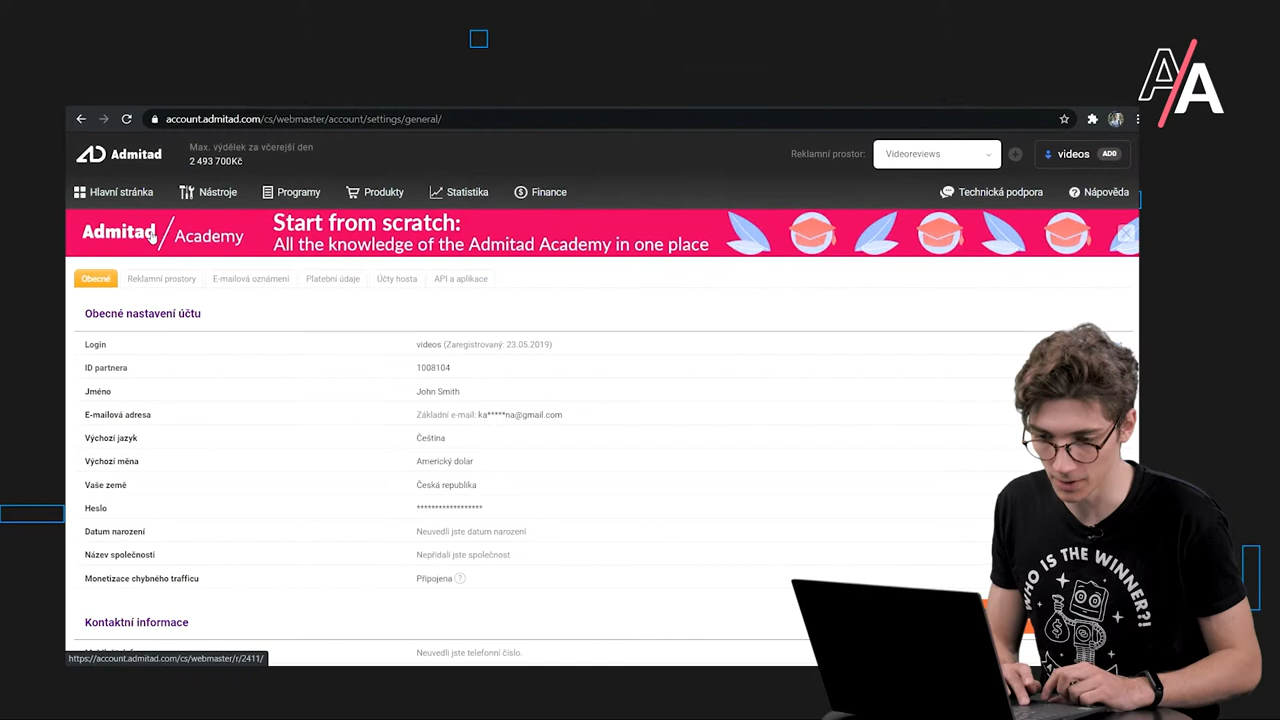 A/A
account.admitad.com/cs/webmaster/account/settings/general/
Admitad
Max. výdělek za včerejší den
2 493 700Kč
Reklamní prostor:
Videoreviews
videos AD0
Hlavní stránka Nástroje Programy Produkty Statistika Finance Technická podpora ? Nápověda
Admitad / Academy
Start from scratch:
All the knowledge of the Admitad Academy in one place
Obecné Reklamní prostory E-mailová oznámení Platební údaje Účty hosta API a aplikace
Obecné nastavení účtu
Login videos (Zaregistrovaný: 23.05.2019)
ID partnera 1008104
Jméno John Smith
E-mailová adresa Základní e-mail: ka*****na@gmail.com
Výchozí jazyk Čeština
Výchozí měna Americký dolar
Vaše země Česká republika
Heslo *****************
Datum narození Neuvedli jste datum narození
Název společnosti Nepřidali jste společnost
Monetizace chybného trafficu Připojena ?
Kontaktní informace
Neuvedli jste telefonní číslo.
https://account.admitad.com/cs/webmaster/r/2411/
WHO IS THE WINNER?!